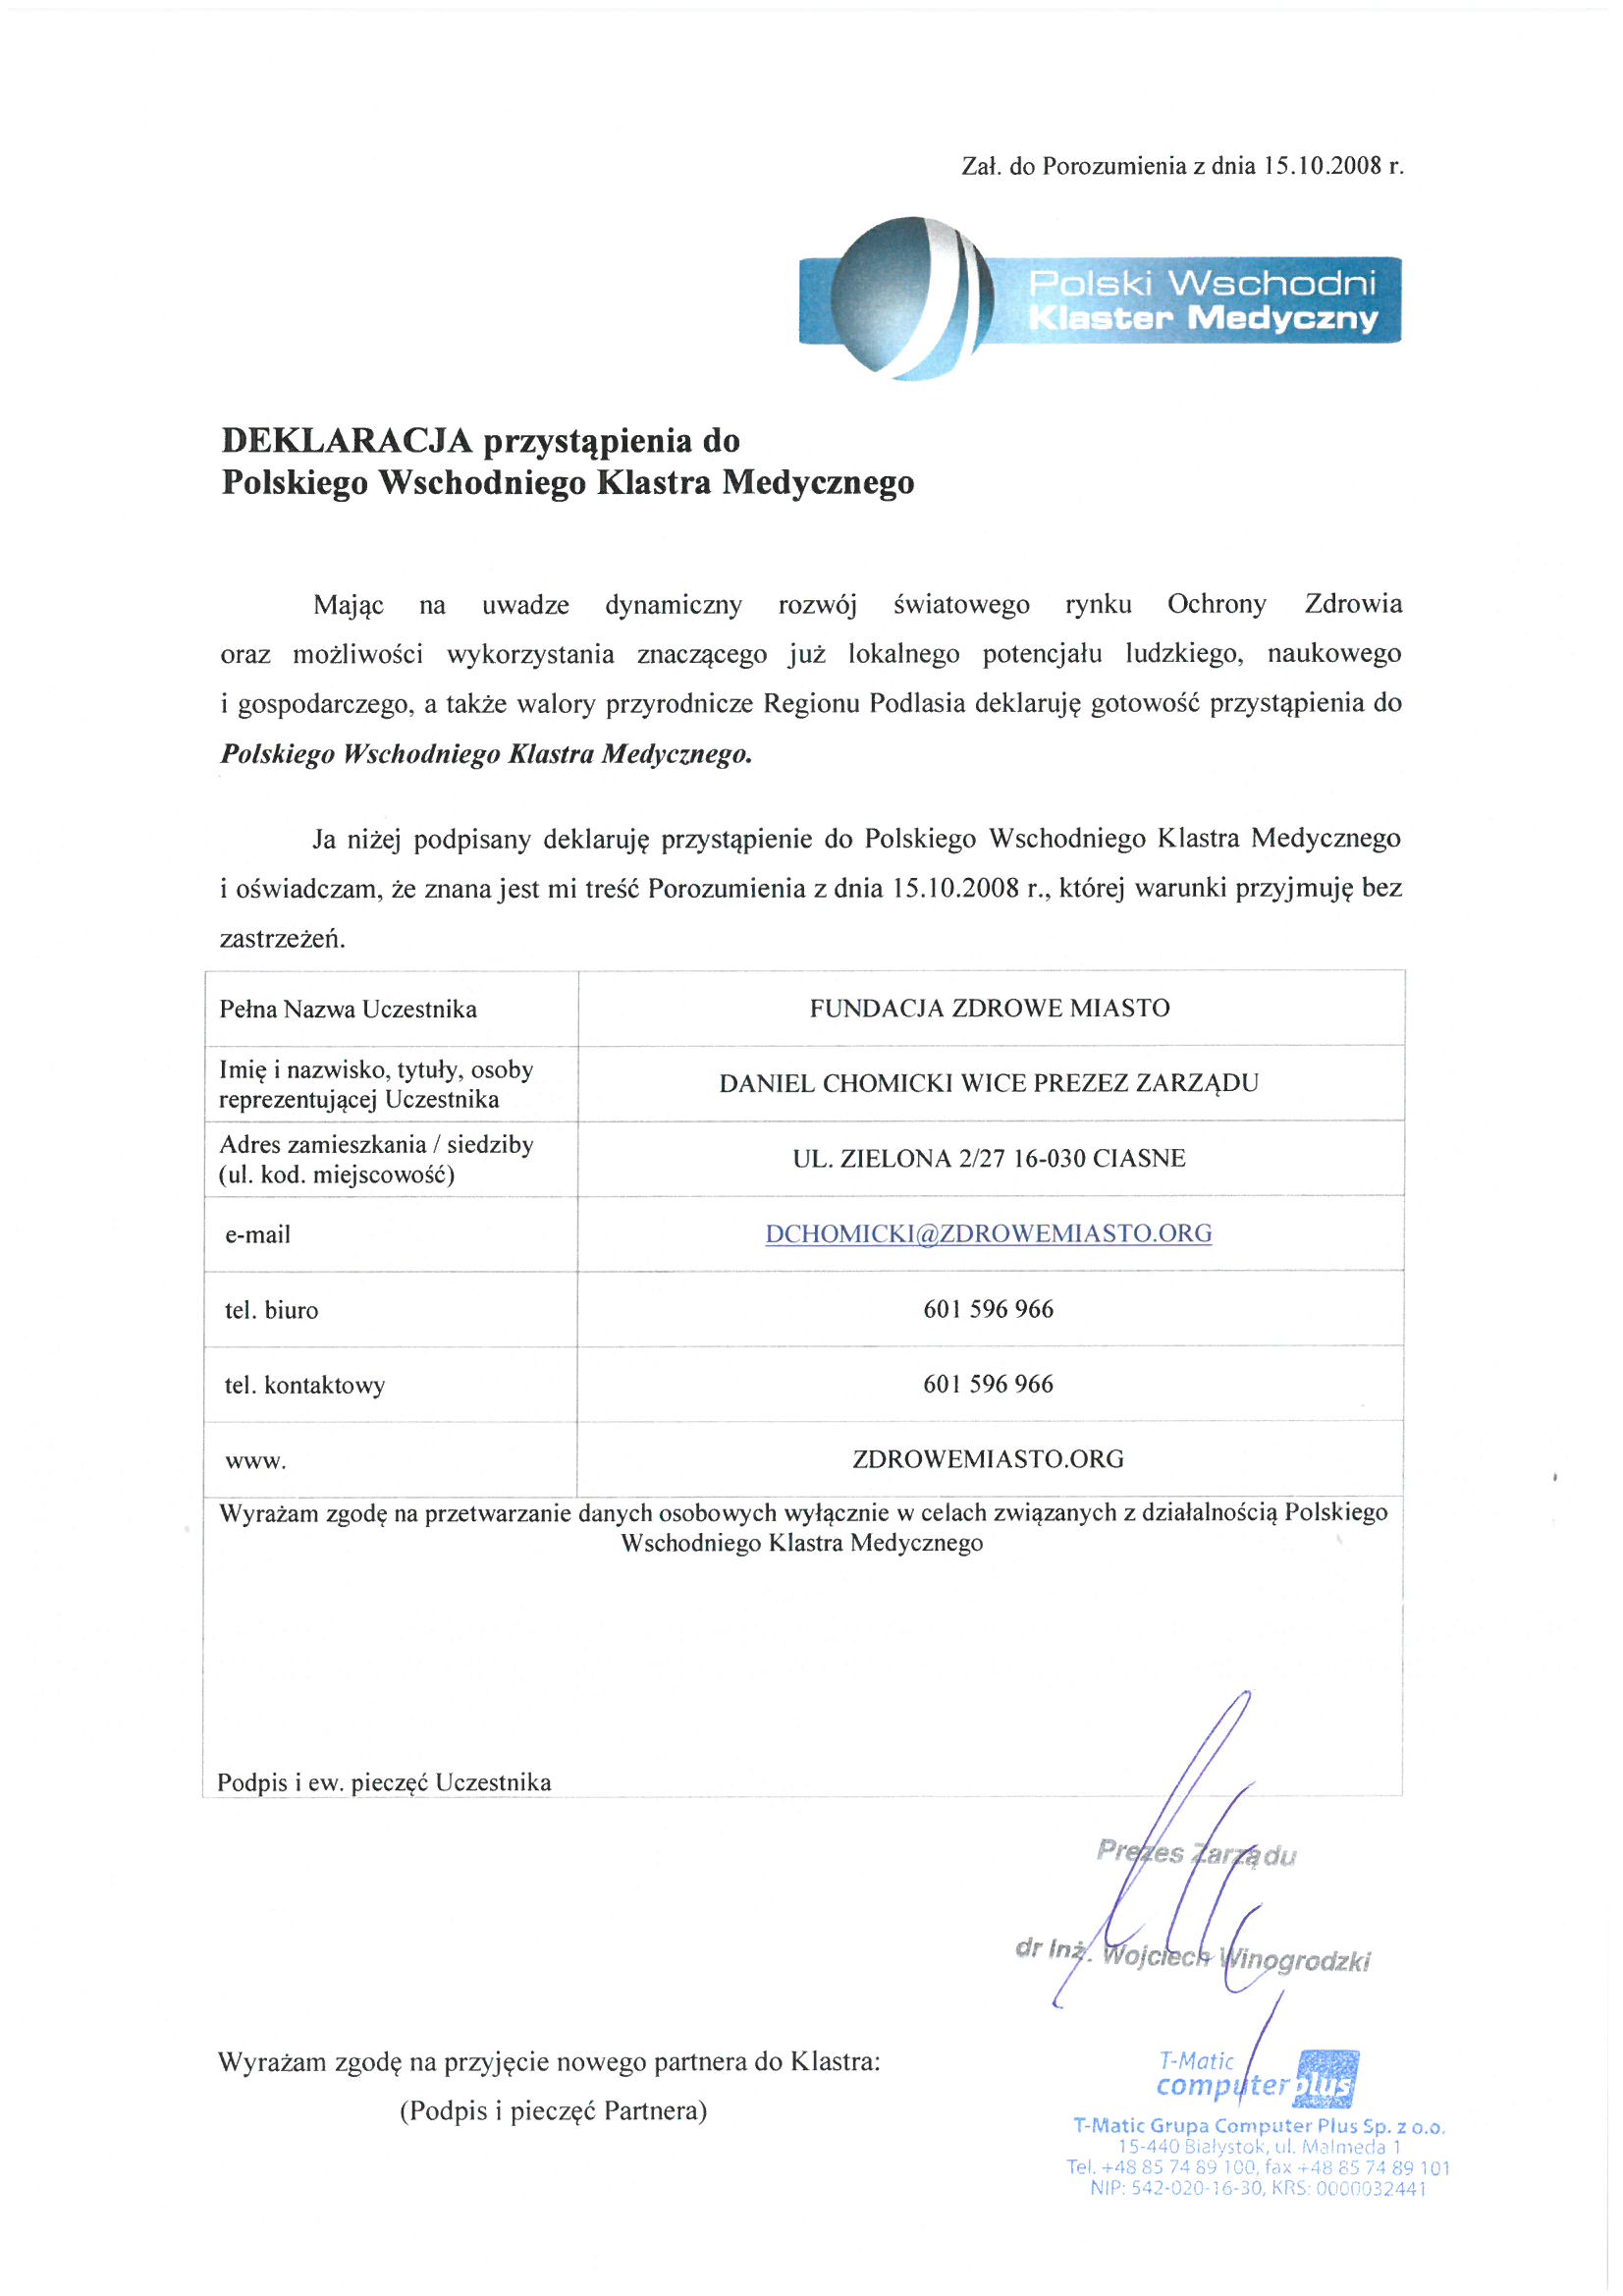 Zał. do Porozumienia z dnia 15.10.2008 r.
Polski Wschodni
Klaster Medyczny
DEKLARACJA przystąpienia do
Polskiego Wschodniego Klastra Medycznego
Mając na uwadze dynamiczny rozwój światowego rynku Ochrony Zdrowia
oraz możliwości wykorzystania znaczącego już lokalnego potencjału ludzkiego, naukowego
i gospodarczego, a także walory przyrodnicze Regionu Podlasia deklaruję gotowość przystąpienia do
Polskiego Wschodniego Klastra Medycznego.
Ja niżej podpisany deklaruję przystąpienie do Polskiego Wschodniego Klastra Medycznego
i oświadczam, że znana jest mi treść Porozumienia z dnia 15.10.2008 r., której warunki przyjmuję bez
zastrzeżeń.
Pełna Nazwa Uczestnika
FUNDACJA ZDROWE MIASTO
Imię i nazwisko, tytuły, osoby
reprezentującej Uczestnika
DANIEL CHOMICKI WICE PREZEZ ZARZĄDU
Adres zamieszkania / siedziby
(ul. kod. miejscowość)
UL. ZIELONA 2/27 16-030 CIASNE
e-mail
DCHOMICKI@ZDROWEMIASTO.ORG
tel. biuro
601 596 966
tel. kontaktowy
601 596 966
www.
ZDROWEMIASTO.ORG
Wyrażam zgodę na przetwarzanie danych osobowych wyłącznie w celach związanych z działalnością Polskiego
Wschodniego Klastra Medycznego
Podpis i ew. pieczęć Uczestnika
Prezes Zarządu
dr Inż. Wojciech Winogrodzki
Wyrażam zgodę na przyjęcie nowego partnera do Klastra:
(Podpis i pieczęć Partnera)
T-Matic
computer plus
T-Matic Grupa Computer Plus Sp. z o.o.
15-440 Białystok, ul. Malmeda 1
Tel. +48 85 74 89 100, fax +48 85 74 89 101
NIP: 542-020-16-30, KRS: 0000032441